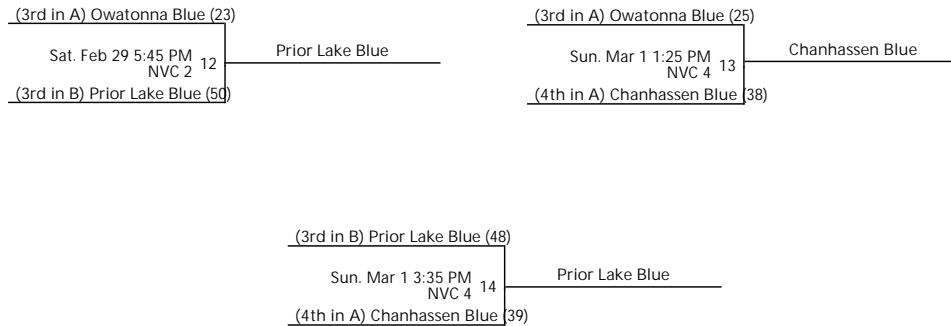 (3rd in A) Owatonna Blue (23)
Sat. Feb 29 5:45 PM
NVC 2
12
Prior Lake Blue
(3rd in B) Prior Lake Blue (50)
(3rd in A) Owatonna Blue (25)
Sun. Mar 1 1:25 PM
NVC 4
13
Chanhassen Blue
(4th in A) Chanhassen Blue (38)
(3rd in B) Prior Lake Blue (48)
Sun. Mar 1 3:35 PM
NVC 4
14
Prior Lake Blue
(4th in A) Chanhassen Blue (39)